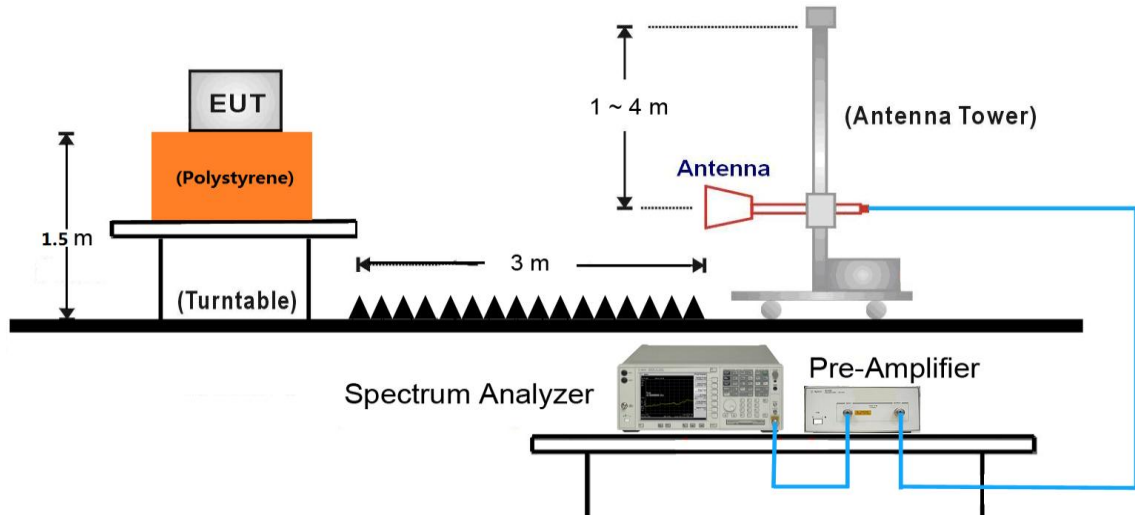 EUT
(Polystyrene)
1.5 m
(Turntable)
3 m
1 ~ 4 m
Antenna
(Antenna Tower)
Spectrum Analyzer
Pre-Amplifier